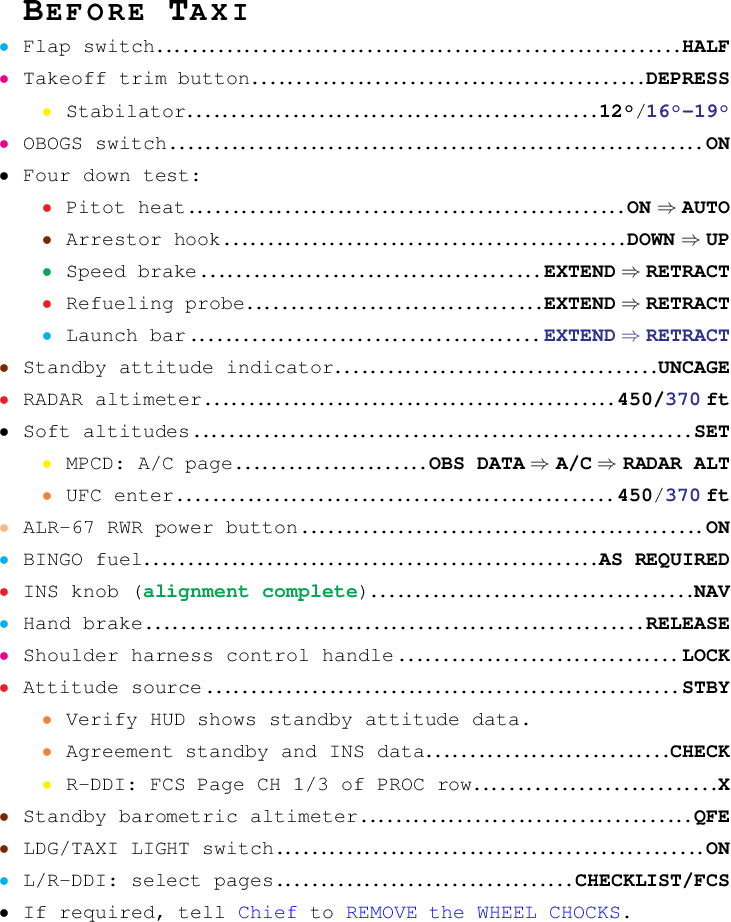 BEFORE TAXI
• Flap switch..........................................................HALF
• Takeoff trim button............................................DEPRESS
• Stabilator..............................................12°/16°–19°
• OBOGS switch............................................................ON
• Four down test:
• Pitot heat.................................................ON ⇒ AUTO
• Arrestor hook.............................................DOWN ⇒ UP
• Speed brake......................................EXTEND ⇒ RETRACT
• Refueling probe.................................EXTEND ⇒ RETRACT
• Launch bar.......................................EXTEND ⇒ RETRACT
• Standby attitude indicator....................................UNCAGE
• RADAR altimeter..............................................450/370 ft
• Soft altitudes........................................................SET
• MPCD: A/C page.....................OBS DATA ⇒ A/C ⇒ RADAR ALT
• UFC enter.................................................450/370 ft
• ALR-67 RWR power button.............................................ON
• BINGO fuel...................................................AS REQUIRED
• INS knob (alignment complete)....................................NAV
• Hand brake........................................................RELEASE
• Shoulder harness control handle...............................LOCK
• Attitude source.....................................................STBY
• Verify HUD shows standby attitude data.
• Agreement standby and INS data...........................CHECK
• R-DDI: FCS Page CH 1/3 of PROC row...........................X
• Standby barometric altimeter.....................................QFE
• LDG/TAXI LIGHT switch................................................ON
• L/R-DDI: select pages.................................CHECKLIST/FCS
• If required, tell Chief to REMOVE the WHEEL CHOCKS.